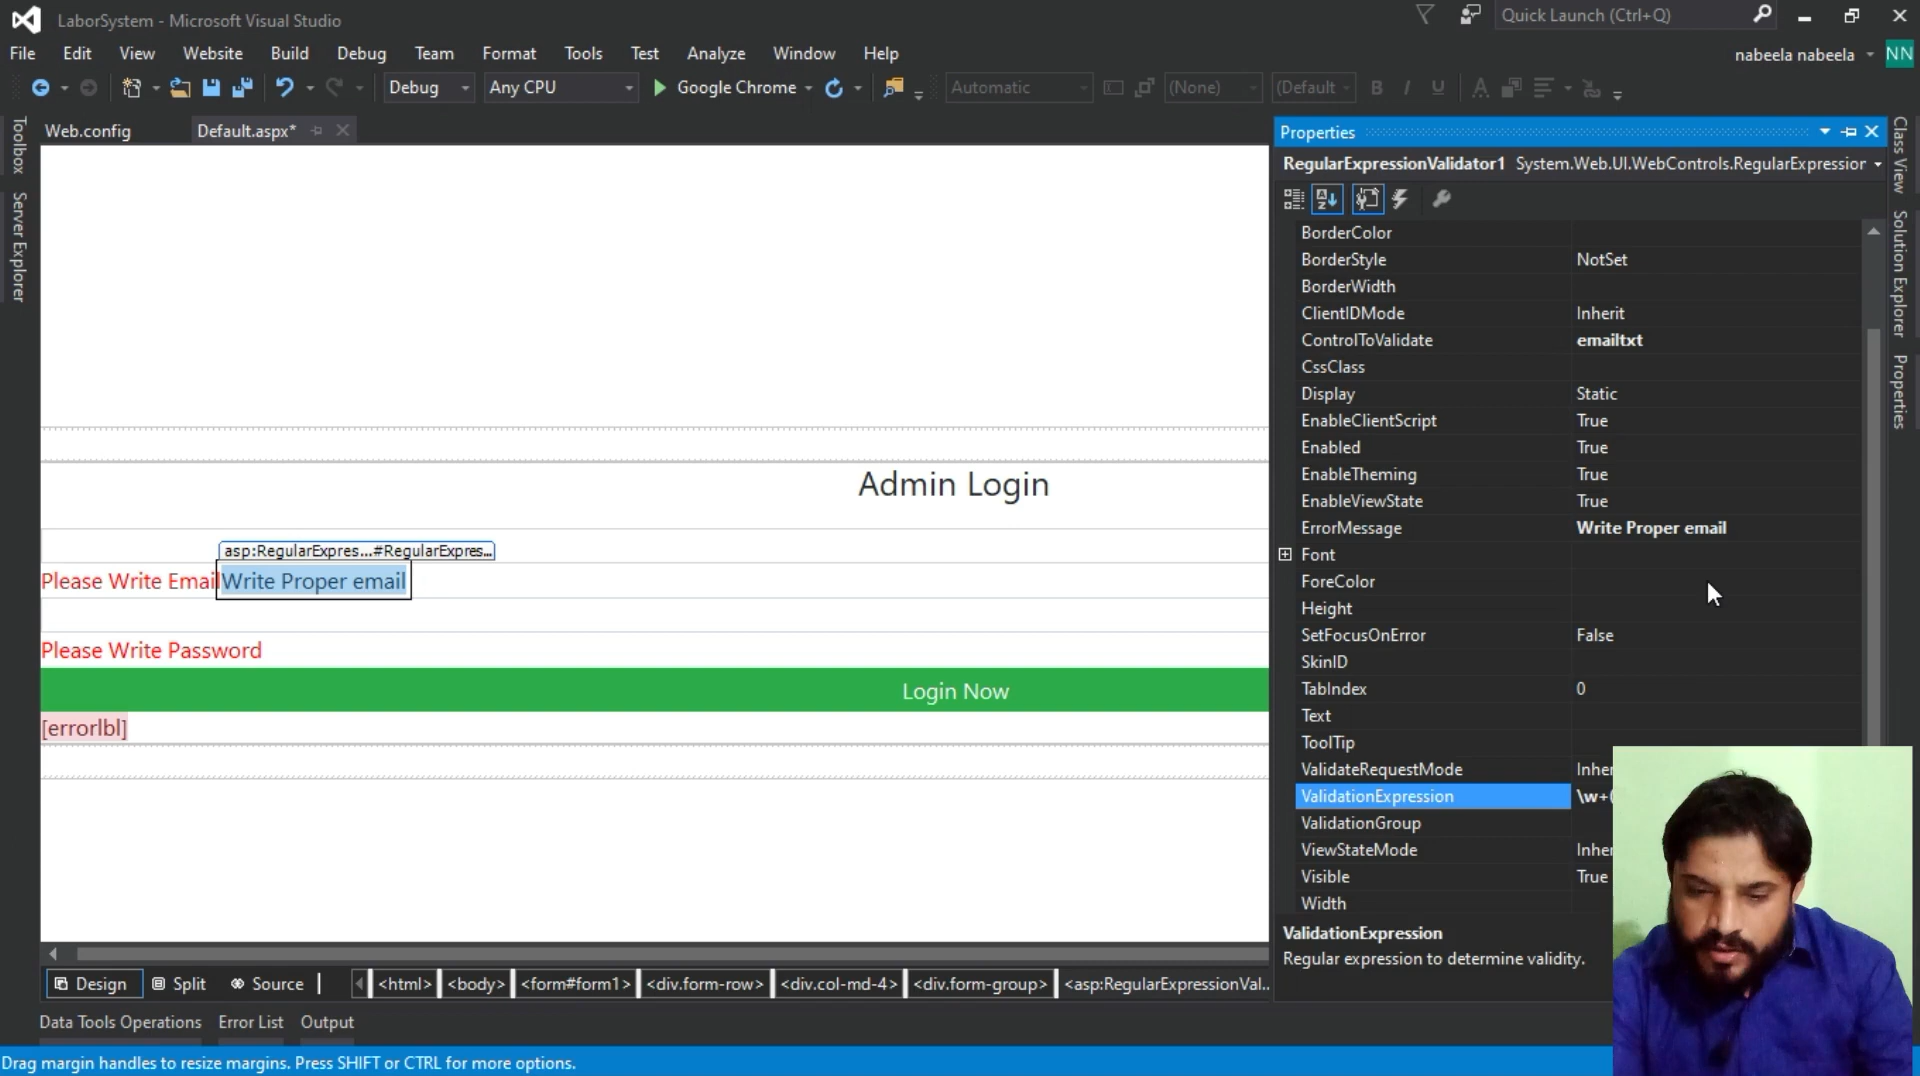 LaborSystem - Microsoft Visual Studio
Quick Launch (Ctrl+Q)
File Edit View Website Build Debug Team Format Tools Test Analyze Window Help
nabeela nabeela NN
Debug Any CPU Google Chrome Automatic (None) (Default
Web.config Default.aspx*
Toolbox
Server Explorer
Admin Login
asp:RegularExpres...#RegularExpres...
Please Write Email Write Proper email
Please Write Password
Login Now
[errorlbl]
Properties
RegularExpressionValidator1 System.Web.UI.WebControls.RegularExpression
BorderColor
BorderStyle NotSet
BorderWidth
ClientIDMode Inherit
ControlToValidate emailtxt
CssClass
Display Static
EnableClientScript True
Enabled True
EnableTheming True
EnableViewState True
ErrorMessage Write Proper email
Font
ForeColor
Height
SetFocusOnError False
SkinID
TabIndex 0
Text
ToolTip
ValidateRequestMode Inher
ValidationExpression \w+(
ValidationGroup
ViewStateMode Inher
Visible True
Width
ValidationExpression
Regular expression to determine validity.
Class View
Solution Explorer
Properties
Design Split Source <html> <body> <form#form1> <div.form-row> <div.col-md-4> <div.form-group> <asp:RegularExpressionVal...
Data Tools Operations Error List Output
Drag margin handles to resize margins. Press SHIFT or CTRL for more options.